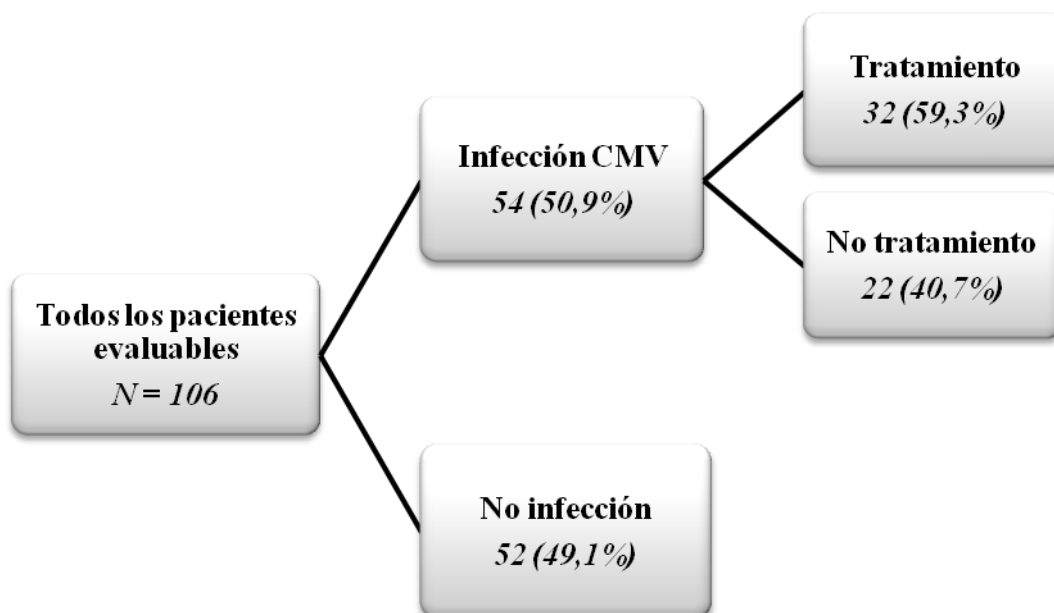 Todos los pacientes
evaluables
N = 106
Infección CMV
54 (50,9%)
Tratamiento
32 (59,3%)
No tratamiento
22 (40,7%)
No infección
52 (49,1%)